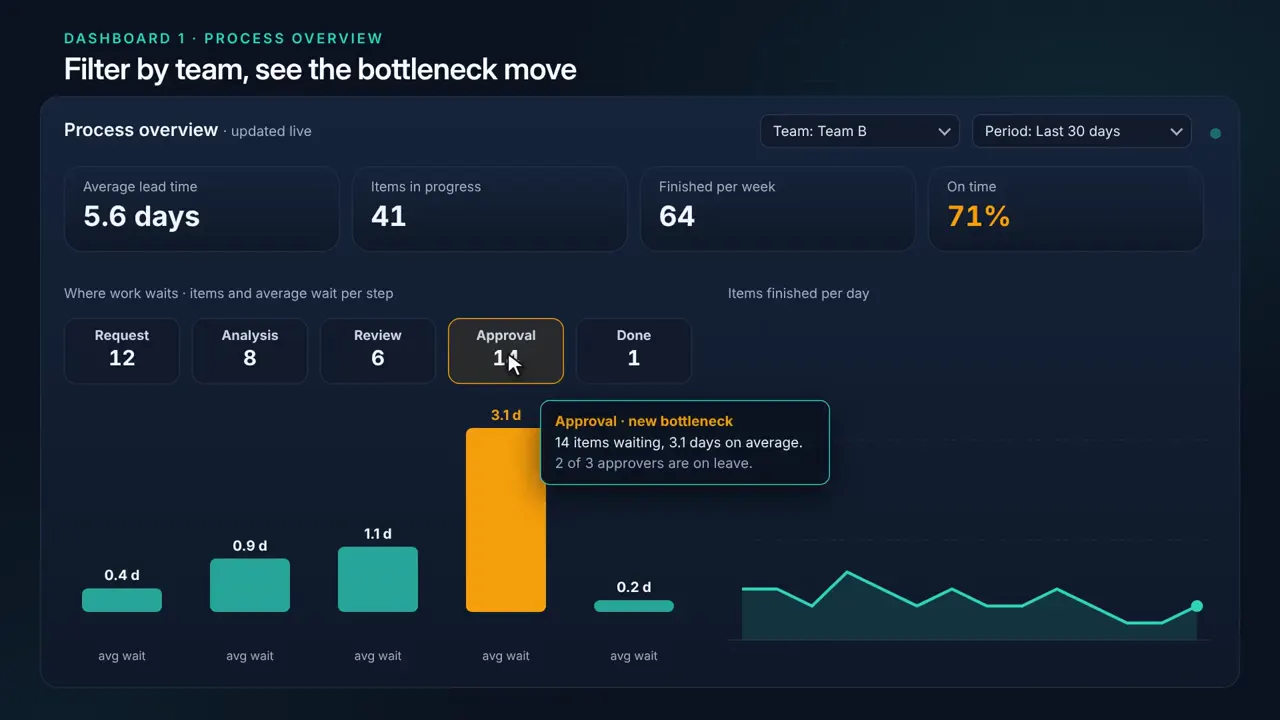 DASHBOARD 1 · PROCESS OVERVIEW
Filter by team, see the bottleneck move
Process overview · updated live
Team: Team B
Period: Last 30 days
Average lead time
5.6 days
Items in progress
41
Finished per week
64
On time
71%
Where work waits · items and average wait per step
Items finished per day
Request
12
Analysis
8
Review
6
Approval
14
Done
1
3.1 d
Approval · new bottleneck
14 items waiting, 3.1 days on average.
2 of 3 approvers are on leave.
0.4 d
0.9 d
1.1 d
0.2 d
avg wait
avg wait
avg wait
avg wait
avg wait